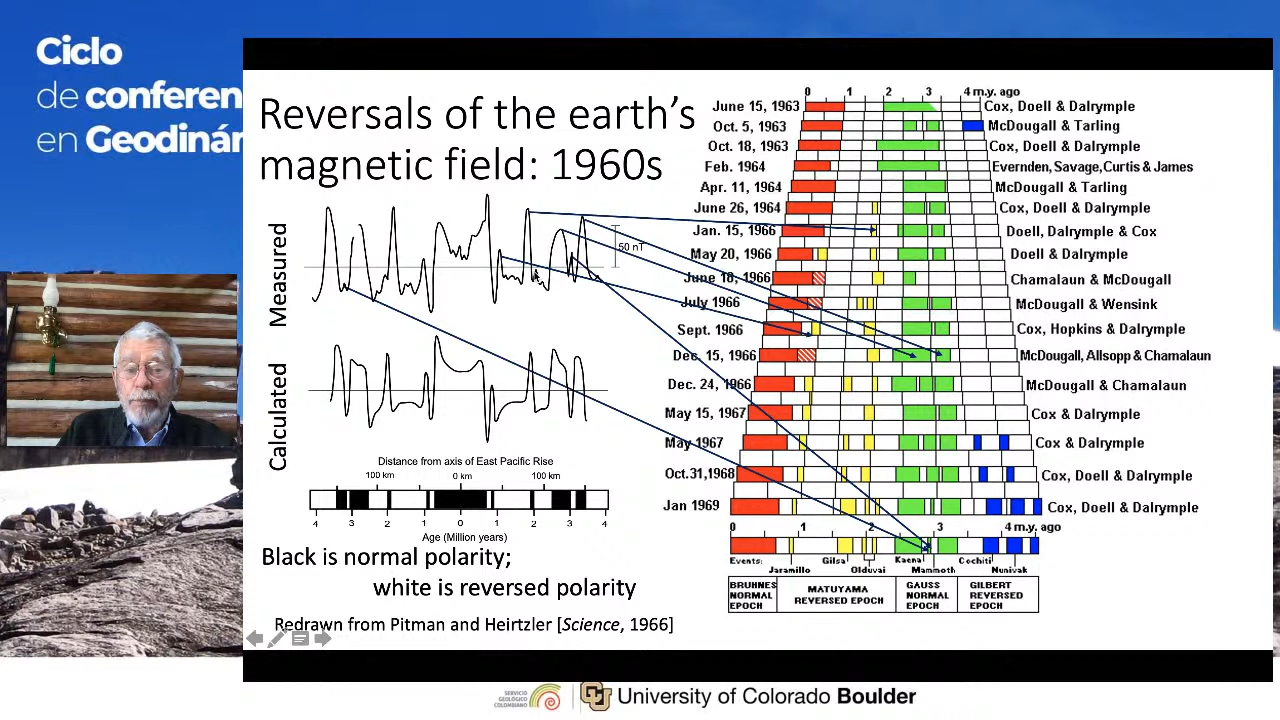 Ciclo
de conferen
en Geodinár
Reversals of the earth's
magnetic field: 1960s
Measured
50 nT
Calculated
Distance from axis of East Pacific Rise
100 km 0 km 100 km
4 3 2 1 0 1 2 3 4
Age (Million years)
Black is normal polarity;
white is reversed polarity
Redrawn from Pitman and Heirtzler [Science, 1966]
0 1 2 3 4 m.y. ago
June 15, 1963 Cox, Doell & Dalrymple
Oct. 5, 1963 McDougall & Tarling
Oct. 18, 1963 Cox, Doell & Dalrymple
Feb. 1964 Evernden, Savage, Curtis & James
Apr. 11, 1964 McDougall & Tarling
June 26, 1964 Cox, Doell & Dalrymple
Jan. 15, 1966 Doell, Dalrymple & Cox
May 20, 1966 Doell & Dalrymple
June 18, 1966 Chamalaun & McDougall
July 1966 McDougall & Wensink
Sept. 1966 Cox, Hopkins & Dalrymple
Dec. 15, 1966 McDougall, Allsopp & Chamalaun
Dec. 24, 1966 McDougall & Chamalaun
May 15, 1967 Cox & Dalrymple
May 1967 Cox & Dalrymple
Oct.31,1968 Cox, Doell & Dalrymple
Jan 1969 Cox, Doell & Dalrymple
0 1 2 3 4 m.y. ago
Events: Gilsa Kaena Cochiti
Jaramillo Olduvai Mammoth Nunivak
BRUHNES NORMAL EPOCH
MATUYAMA REVERSED EPOCH
GAUSS NORMAL EPOCH
GILBERT REVERSED EPOCH
SERVICIO
GEOLÓGICO
COLOMBIANO
CU
University of Colorado Boulder